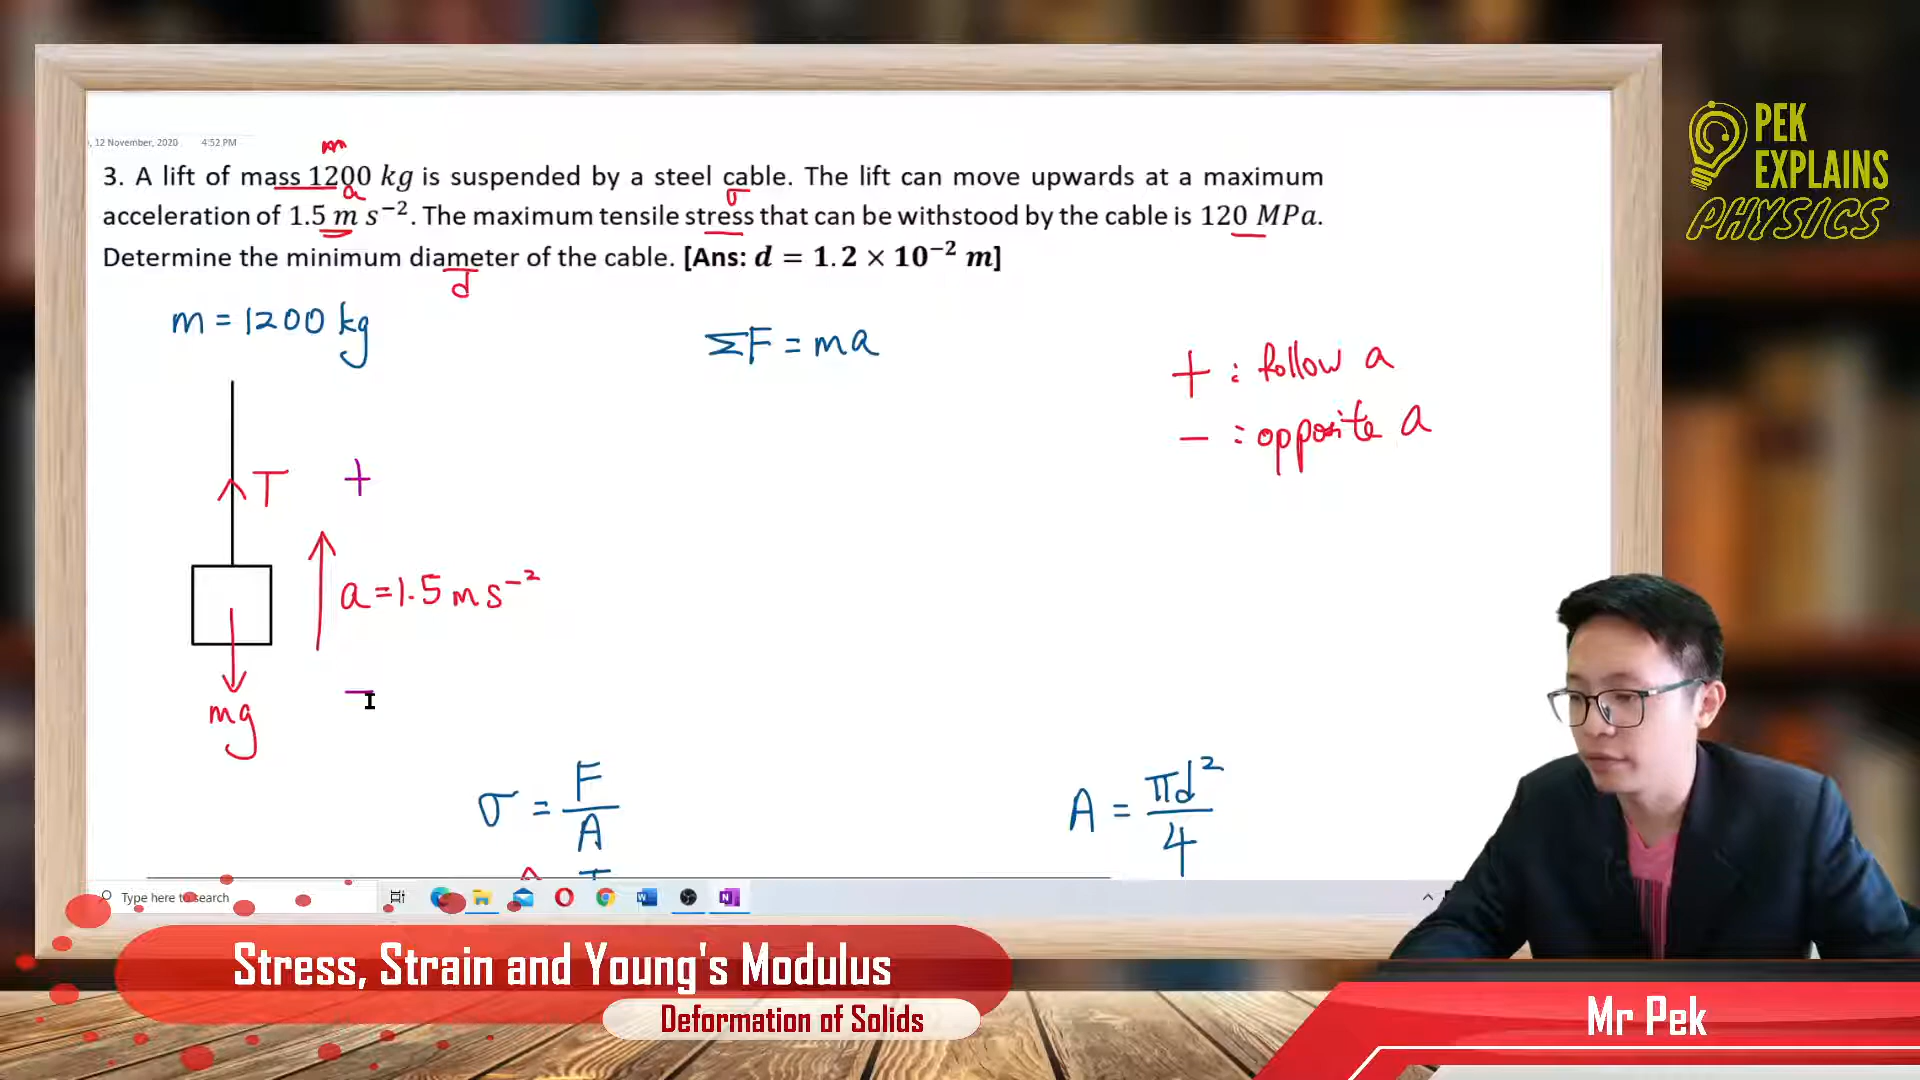 , 12 November, 2020 4:52 PM
m
3. A lift of mass 1200 kg is suspended by a steel cable. The lift can move upwards at a maximum
a σ
acceleration of 1.5 m s⁻². The maximum tensile stress that can be withstood by the cable is 120 MPa.
Determine the minimum diameter of the cable. [Ans: d = 1.2 × 10⁻² m]
d
m = 1200 kg
ΣF = ma
+ : follow a
− : opposite a
T +
a = 1.5 m s⁻²
−
mg
σ = F/A
A = πd²/4
Type here to search
PEK
EXPLAINS
PHYSICS
Stress, Strain and Young's Modulus
Deformation of Solids
Mr Pek